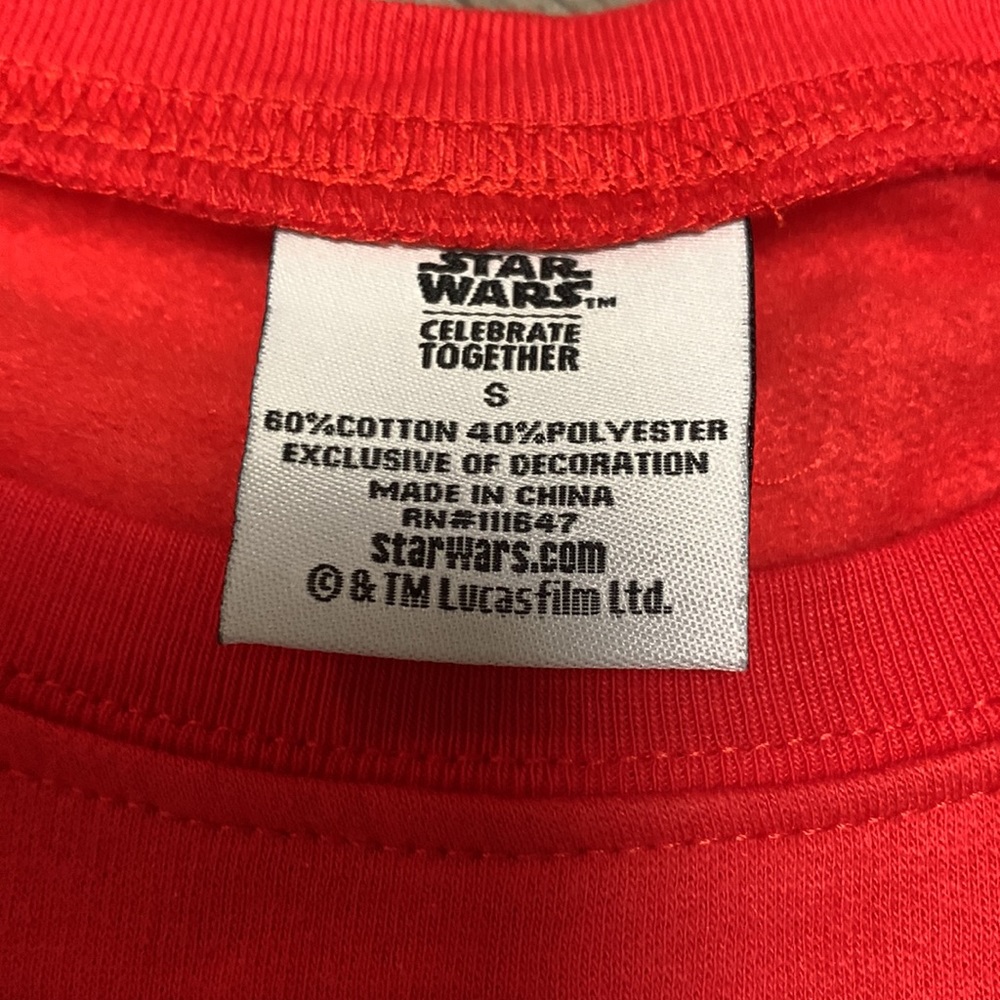 STAR
WARS™
CELEBRATE
TOGETHER
S
60%COTTON 40%POLYESTER
EXCLUSIVE OF DECORATION
MADE IN CHINA
RN#111647
starwars.com
© & TM Lucasfilm Ltd.